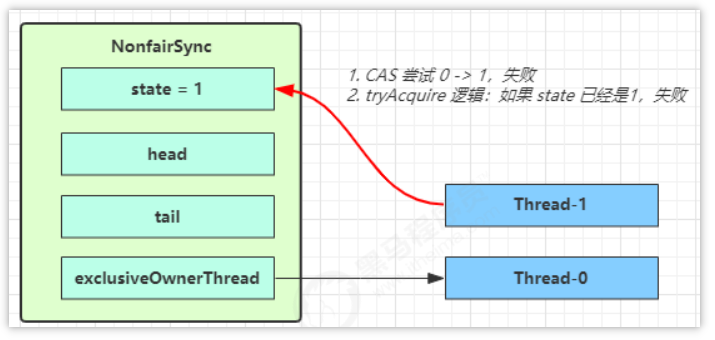 NonfairSync
state = 1
head
tail
exclusiveOwnerThread
1. CAS 尝试 0 -> 1，失败
2. tryAcquire 逻辑：如果 state 已经是1，失败
Thread-1
Thread-0